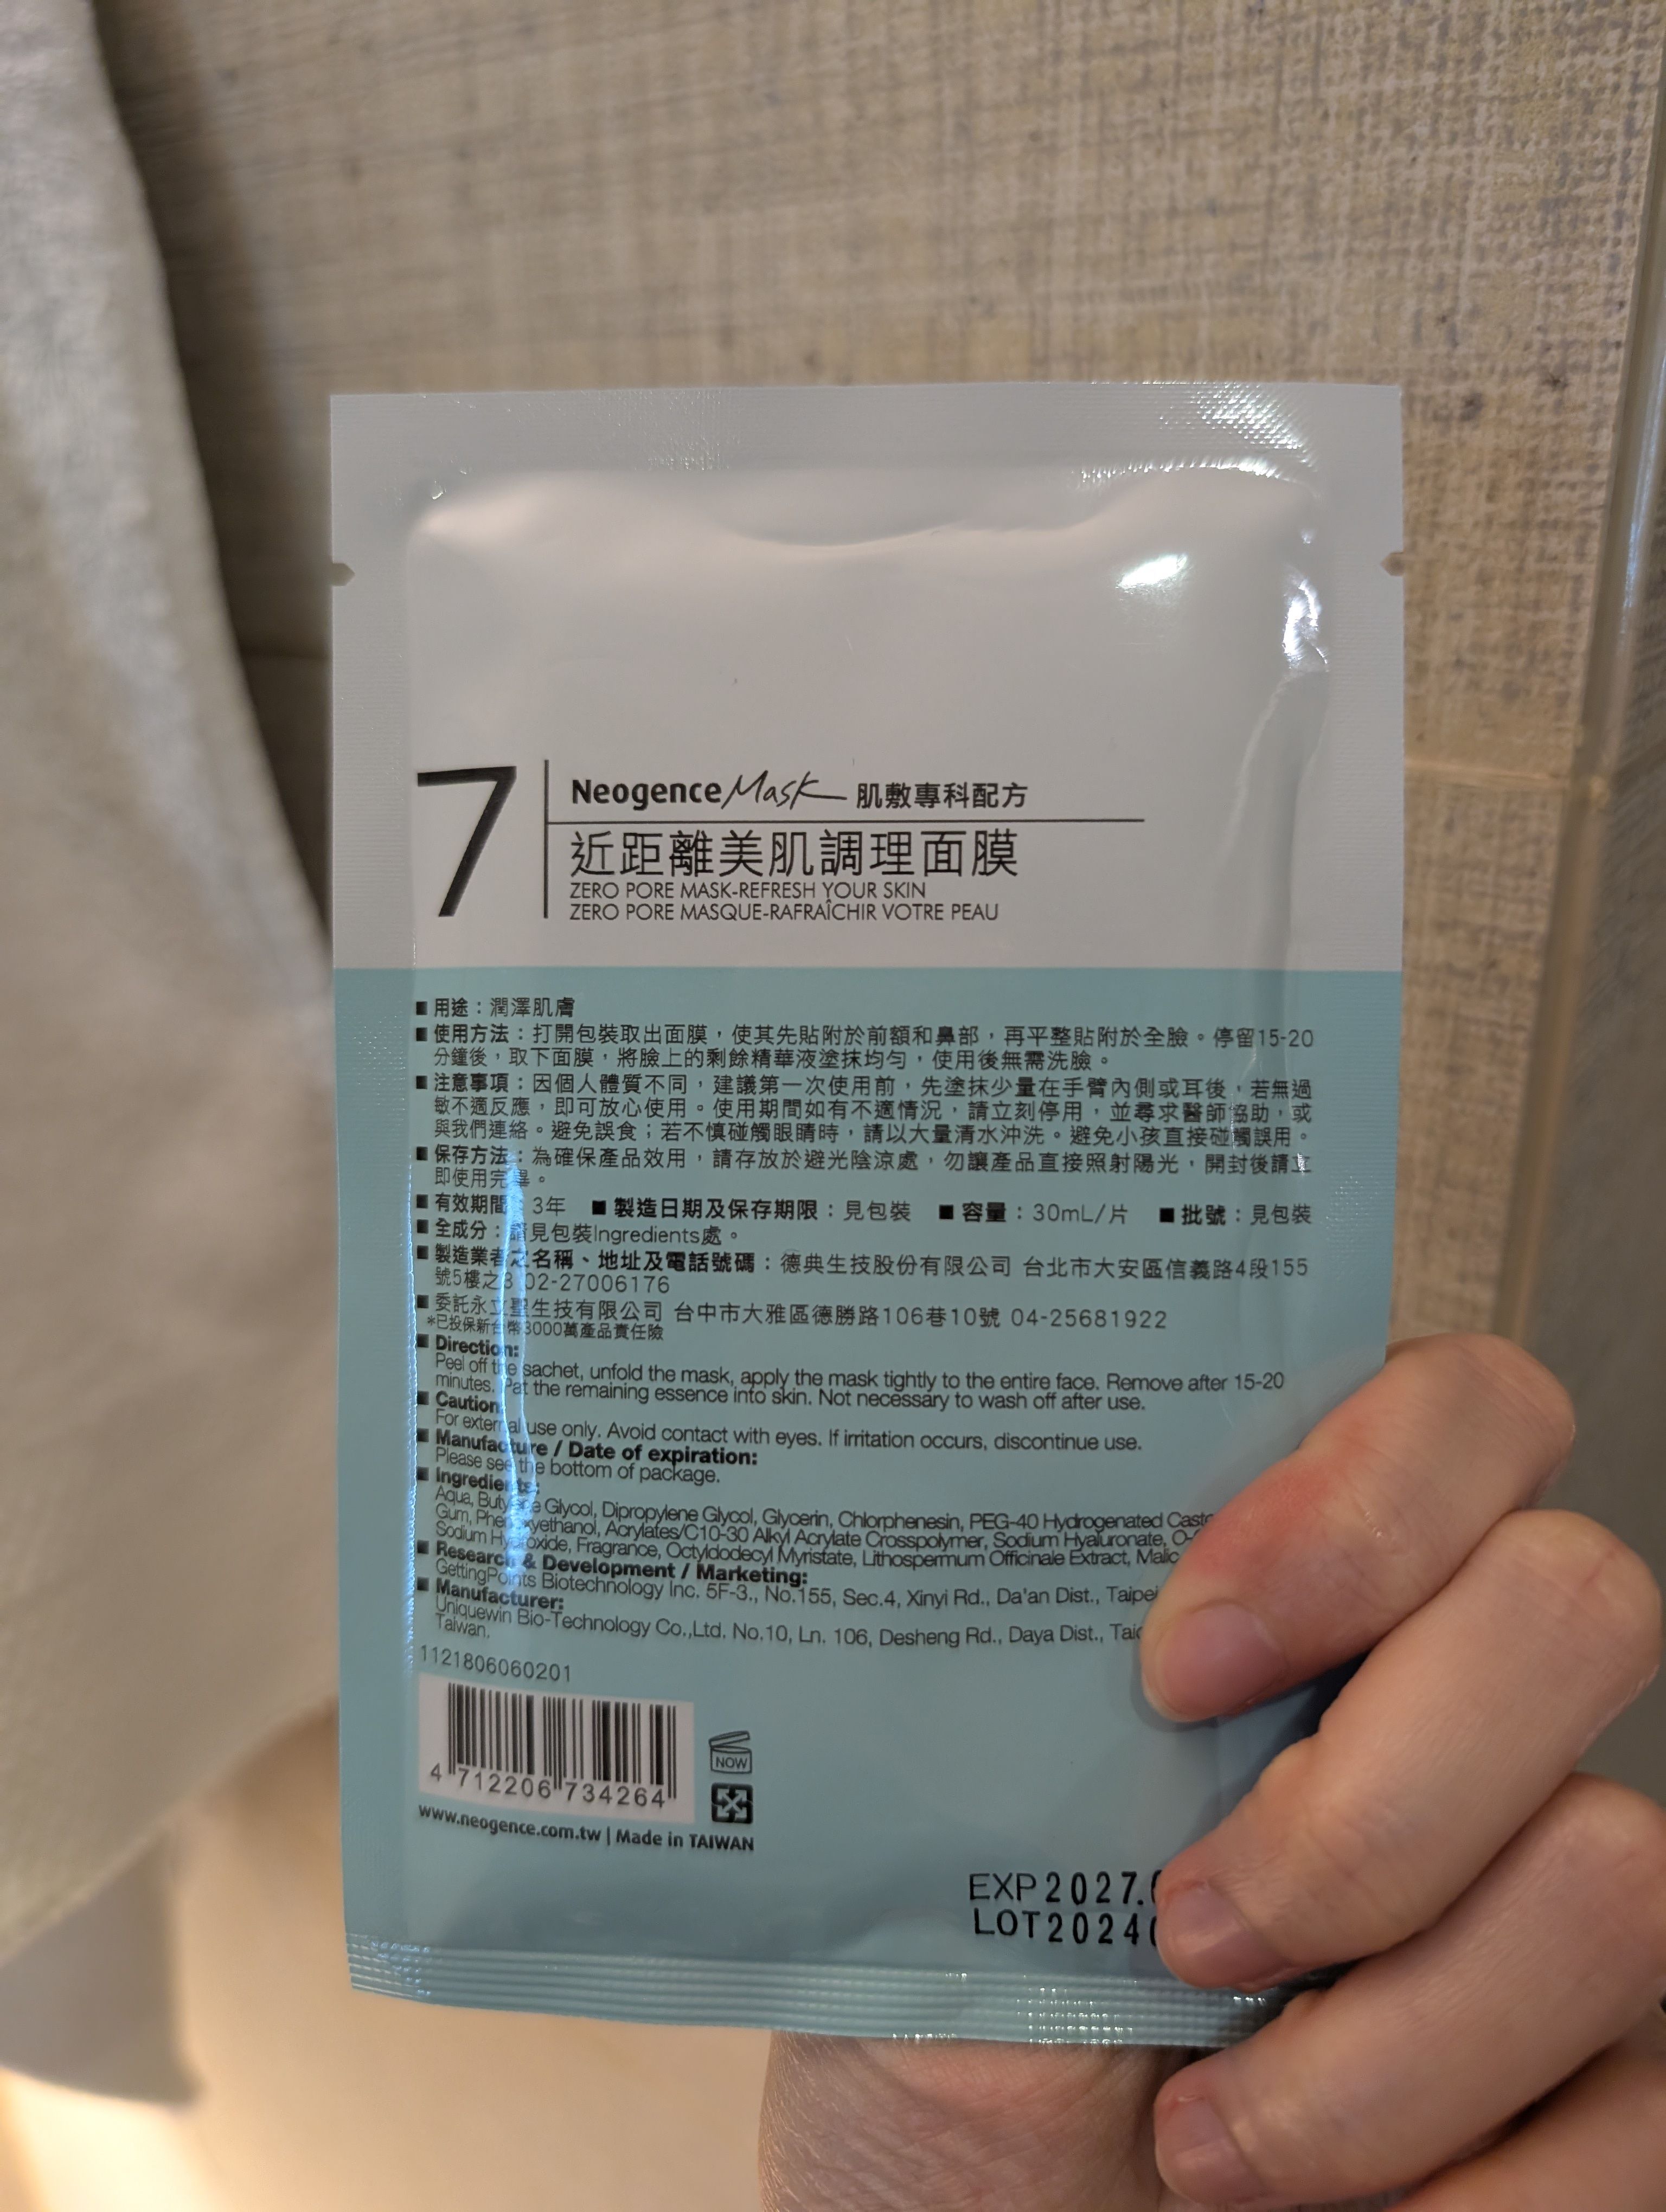 7
Neogence Mask 肌敷專科配方
近距離美肌調理面膜
ZERO PORE MASK-REFRESH YOUR SKIN
ZERO PORE MASQUE-RAFRAÎCHIR VOTRE PEAU
■ 用途：潤澤肌膚
■ 使用方法：打開包裝取出面膜，使其先貼附於前額和鼻部，再平整貼附於全臉。停留15-20
分鐘後，取下面膜，將臉上的剩餘精華液塗抹均勻，使用後無需洗臉。
■ 注意事項：因個人體質不同，建議第一次使用前，先塗抹少量在手臂內側或耳後，若無過
敏不適反應，即可放心使用。使用期間如有不適情況，請立刻停用，並尋求醫師協助，或
與我們連絡。避免誤食；若不慎碰觸眼睛時，請以大量清水沖洗。避免小孩直接碰觸誤用。
■ 保存方法：為確保產品效用，請存放於避光陰涼處，勿讓產品直接照射陽光，開封後請立
即使用完畢。
■ 有效期間：3年 ■ 製造日期及保存期限：見包裝 ■ 容量：30mL/片 ■ 批號：見包裝
■ 全成分：請見包裝Ingredients處。
■ 製造業者之名稱、地址及電話號碼：德典生技股份有限公司 台北市大安區信義路4段155
號5樓之3 02-27006176
■ 委託永立聖生技有限公司 台中市大雅區德勝路106巷10號 04-25681922
*已投保新台幣3000萬產品責任險
■ Direction:
Peel off the sachet, unfold the mask, apply the mask tightly to the entire face. Remove after 15-20
minutes. Pat the remaining essence into skin. Not necessary to wash off after use.
■ Caution:
For external use only. Avoid contact with eyes. If irritation occurs, discontinue use.
■ Manufacture / Date of expiration:
Please see the bottom of package.
■ Ingredients:
Aqua, Butylene Glycol, Dipropylene Glycol, Glycerin, Chlorphenesin, PEG-40 Hydrogenated
Gum, Phenoxyethanol, Acrylates/C10-30 Alkyl Acrylate Crosspolymer, Sodium Hyaluronate,
Sodium Hydroxide, Fragrance, Octyldodecyl Myristate, Lithospermum Officinale Extract,
■ Research & Development / Marketing:
GettingPoints Biotechnology Inc. 5F-3., No.155, Sec.4, Xinyi Rd., Da'an Dist., Taipei
■ Manufacturer:
Uniquewin Bio-Technology Co.,Ltd. No.10, Ln. 106, Desheng Rd., Daya Dist.,
Taiwan.
1121806060201
4 712206 734264
NOW
www.neogence.com.tw | Made in TAIWAN
EXP 2027.
LOT 2024